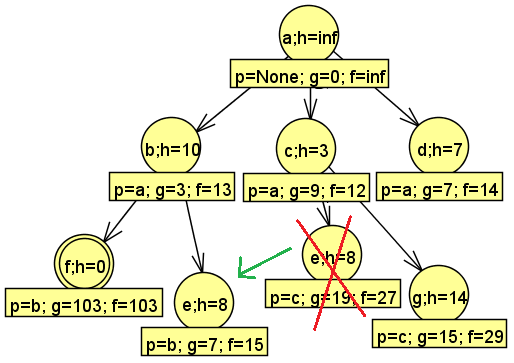 a;h=inf
p=None; g=0; f=inf
b;h=10
c;h=3
d;h=7
p=a; g=3; f=13
p=a; g=9; f=12
p=a; g=7; f=14
f;h=0
e;h=8
e;h=8
g;h=14
p=b; g=103; f=103
p=c; g=19; f=27
p=b; g=7; f=15
p=c; g=15; f=29